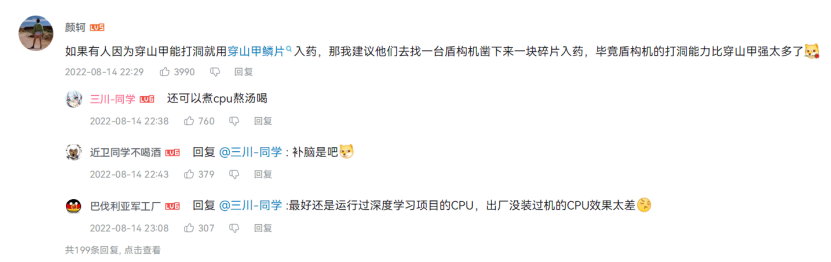 颜轲 LV5
如果有人因为穿山甲能打洞就用穿山甲鳞片入药，那我建议他们去找一台盾构机凿下来一块碎片入药，毕竟盾构机的打洞能力比穿山甲强太多了
2022-08-14 22:29 3990 回复
三川-同学 LV6 还可以煮cpu熬汤喝
2022-08-14 22:38 760 回复
近卫同学不喝酒 LV5 回复 @三川-同学 : 补脑是吧
2022-08-14 22:43 379 回复
巴伐利亚军工厂 LV5 回复 @三川-同学 :最好还是运行过深度学习项目的CPU，出厂没装过机的CPU效果太差
2022-08-14 23:08 307 回复
共199条回复, 点击查看